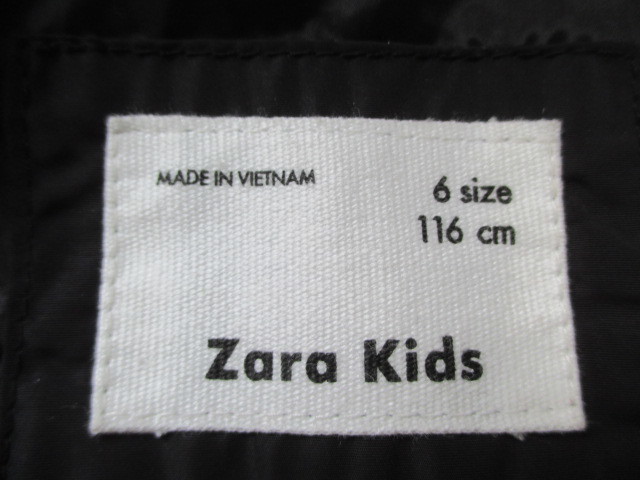 MADE IN VIETNAM
6 size
116 cm
Zara Kids